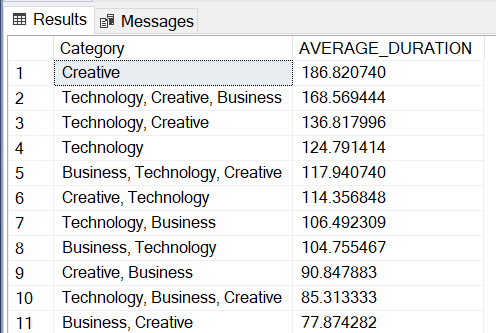 Results Messages
Category AVERAGE_DURATION
1 Creative 186.820740
2 Technology, Creative, Business 168.569444
3 Technology, Creative 136.817996
4 Technology 124.791414
5 Business, Technology, Creative 117.940740
6 Creative, Technology 114.356848
7 Technology, Business 106.492309
8 Business, Technology 104.755467
9 Creative, Business 90.847883
10 Technology, Business, Creative 85.313333
11 Business, Creative 77.874282